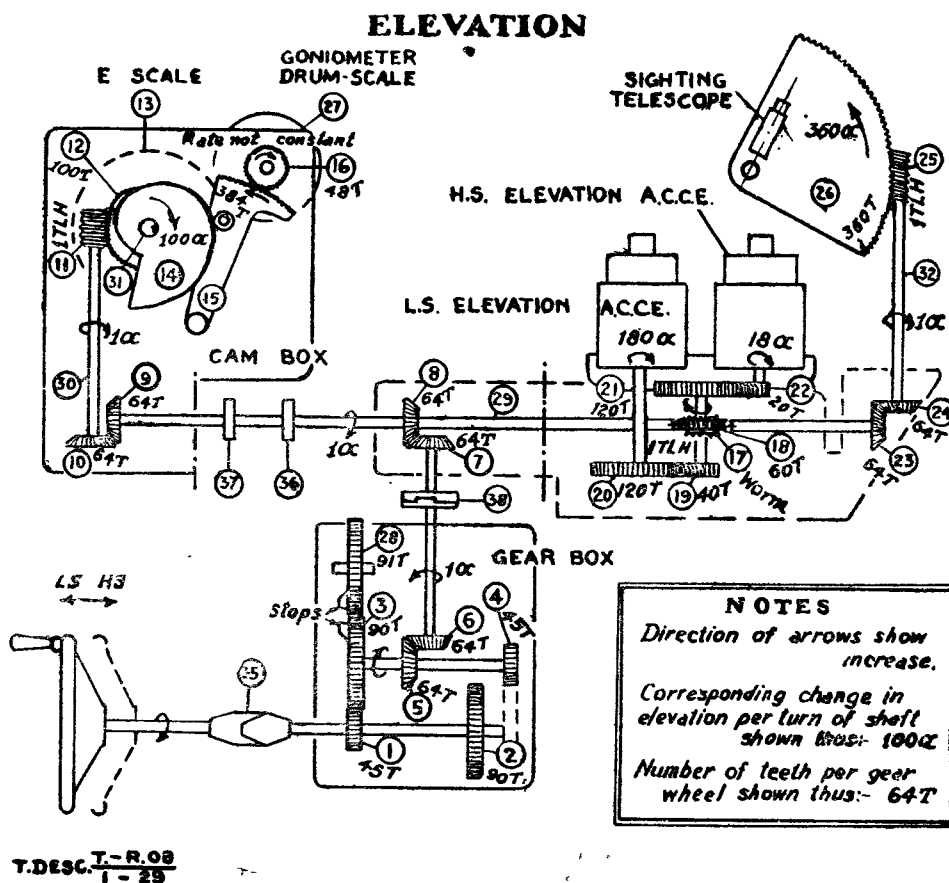 ELEVATION
GONIOMETER
DRUM-SCALE
E SCALE
13
27
SIGHTING
TELESCOPE
12
Rate not constant
16
360α
25
100T
384
T
48T
H.S. ELEVATION A.C.C.E.
26
1TLH
1TLH
360T
11
100α
31
14
15
32
L.S. ELEVATION
A.C.C.E.
1α
180α
18α
1α
CAM BOX
30
9
8
29
21
22
64T
64T
120T
20T
24
64T
10
64T
1α
64T
7
1TLH
17
18
60T
23
64T
37
36
20
120T
19
40T
WORM
38
28
GEAR BOX
91T
1α
LS HS
Stops
3
4
45T
90T
6
64T
64T
5
35
1
45T
2
90T.
NOTES
Direction of arrows show
increase.
Corresponding change in
elevation per turn of shaft
shown thus:- 100α
Number of teeth per gear
wheel shown thus:- 64T
T.DESC. T.-R.08
1 - 29